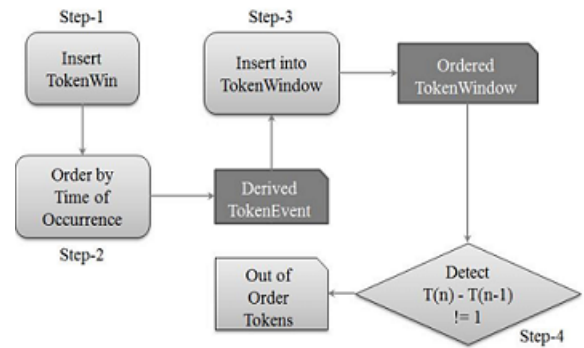 Step-1
Insert
TokenWin
Order by
Time of
Occurrence
Step-2
Derived
TokenEvent
Step-3
Insert into
TokenWindow
Ordered
TokenWindow
Detect
T(n) - T(n-1)
!= 1
Step-4
Out of
Order
Tokens